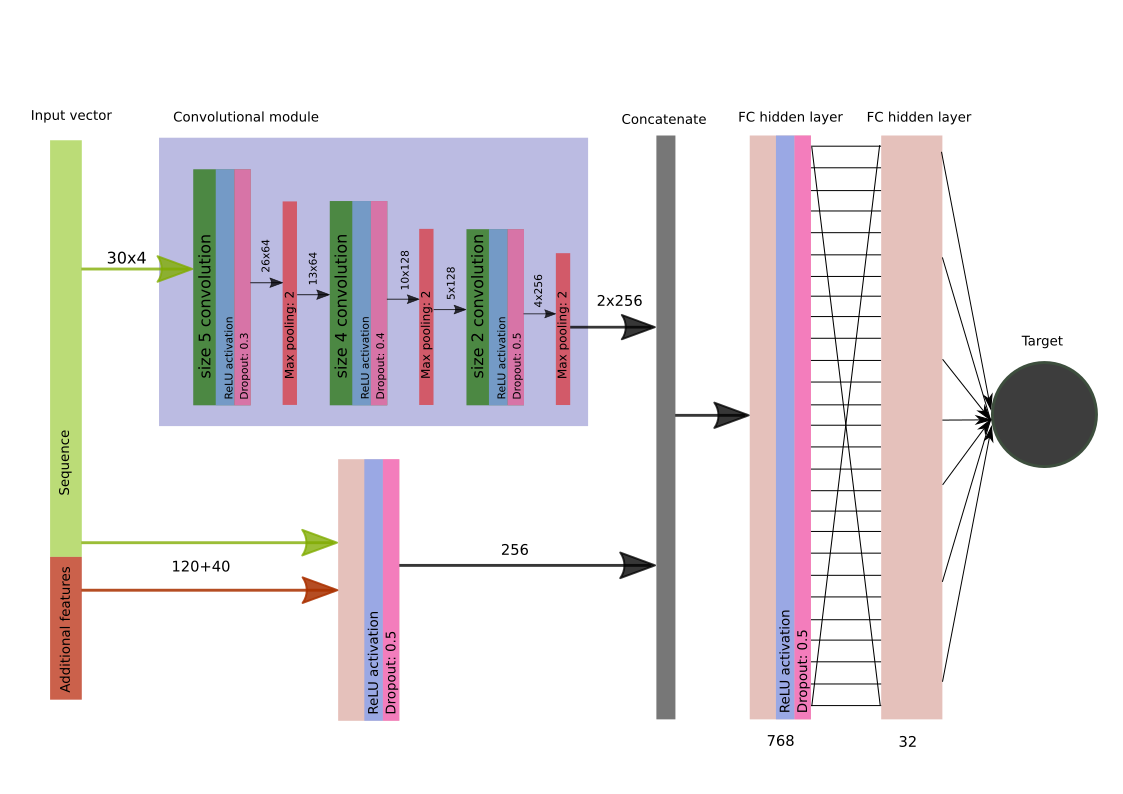 Input vector
Convolutional module
Concatenate
FC hidden layer
FC hidden layer
Target
30x4
size 5 convolution
ReLU activation
Dropout: 0.3
26x64
Max pooling: 2
13x64
size 4 convolution
ReLU activation
Dropout: 0.4
10x128
Max pooling: 2
5x128
size 2 convolution
ReLU activation
Dropout: 0.5
4x256
Max pooling: 2
2x256
Sequence
Additional features
120+40
ReLU activation
Dropout: 0.5
256
ReLU activation
Dropout: 0.5
768
32